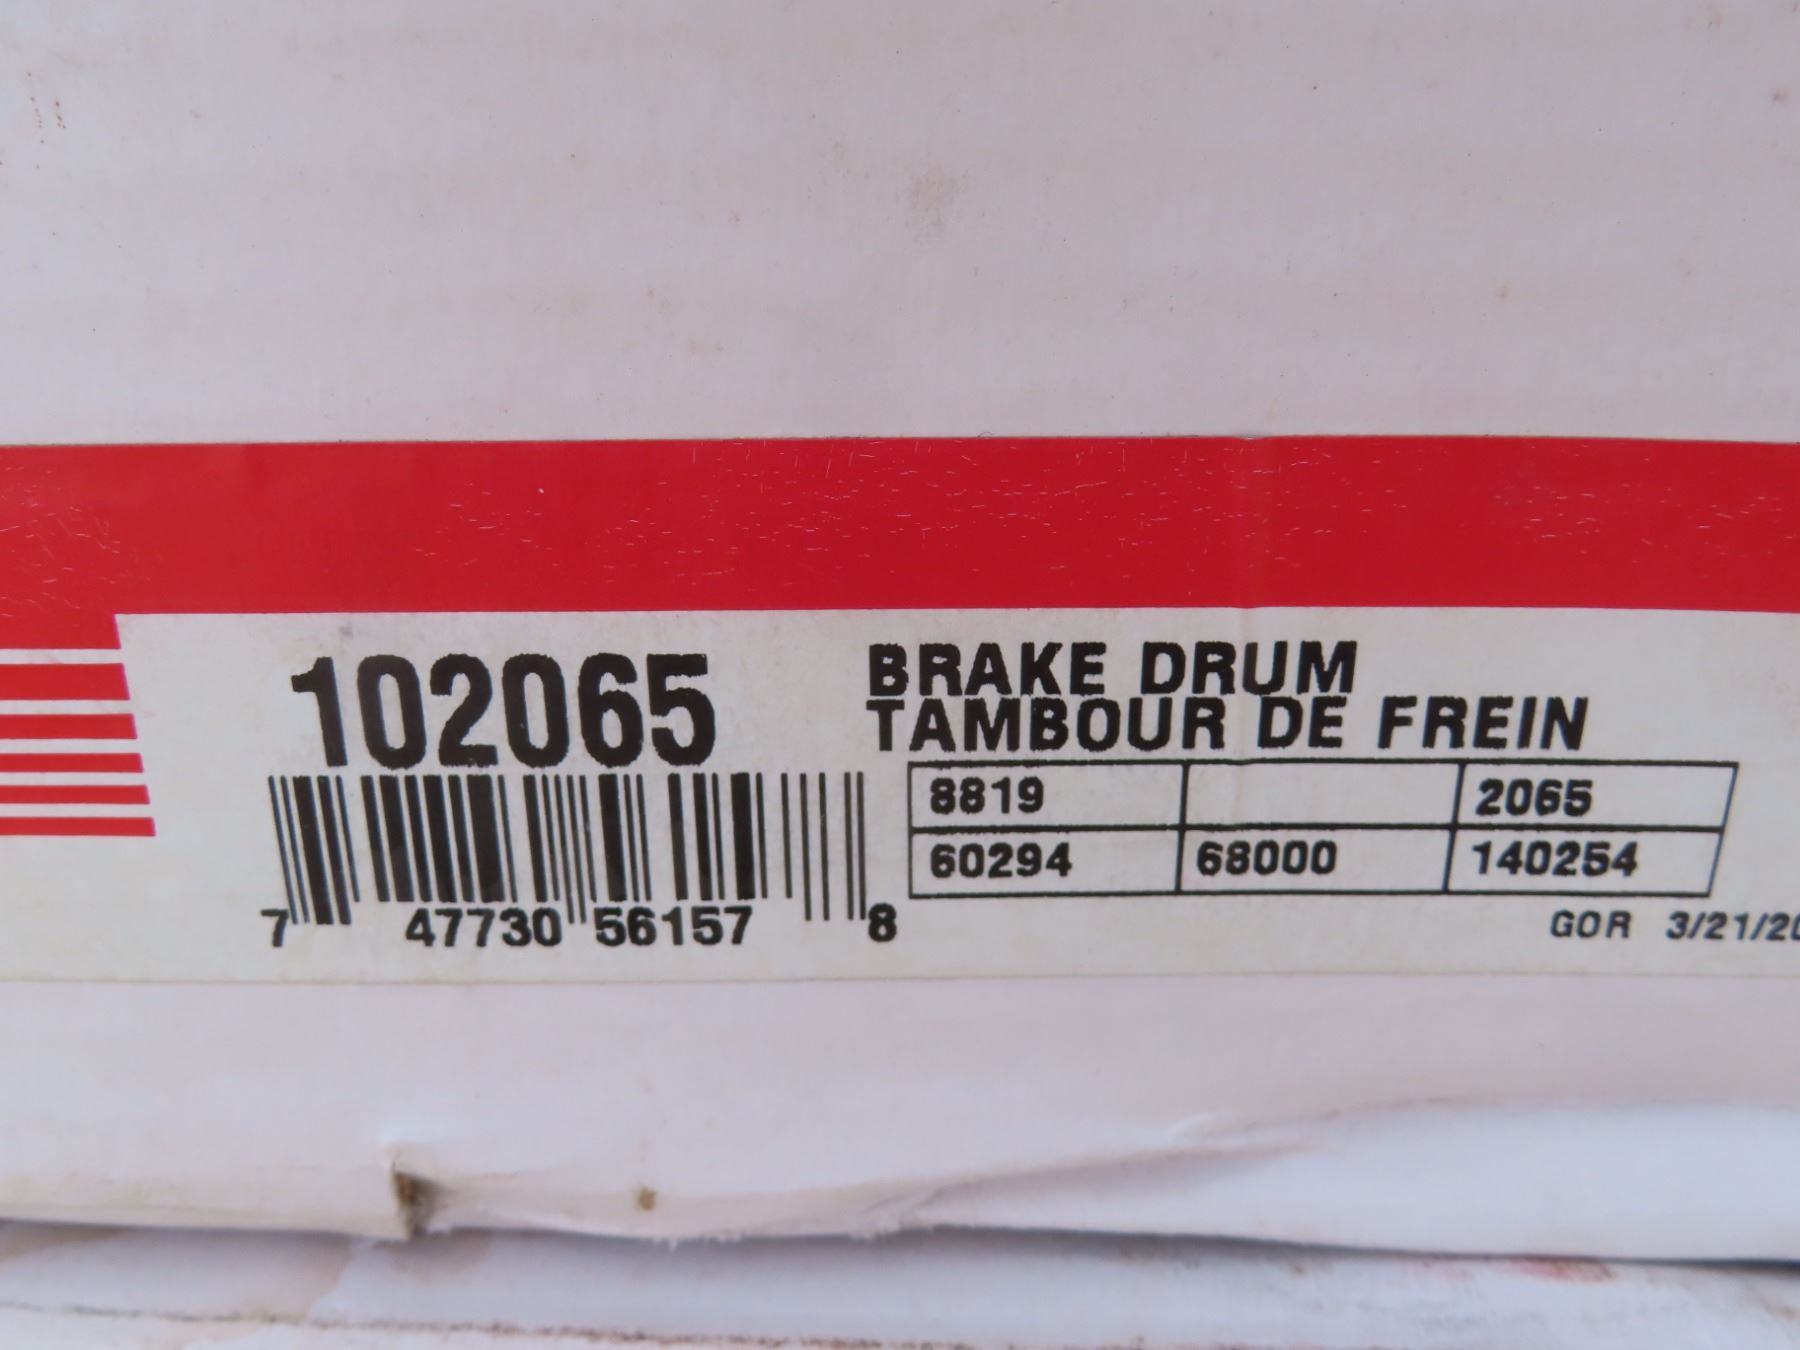 102065
BRAKE DRUM
TAMBOUR DE FREIN
8819 2065
60294 68000 140254
7 47730 56157 8
GOR 3/21/20